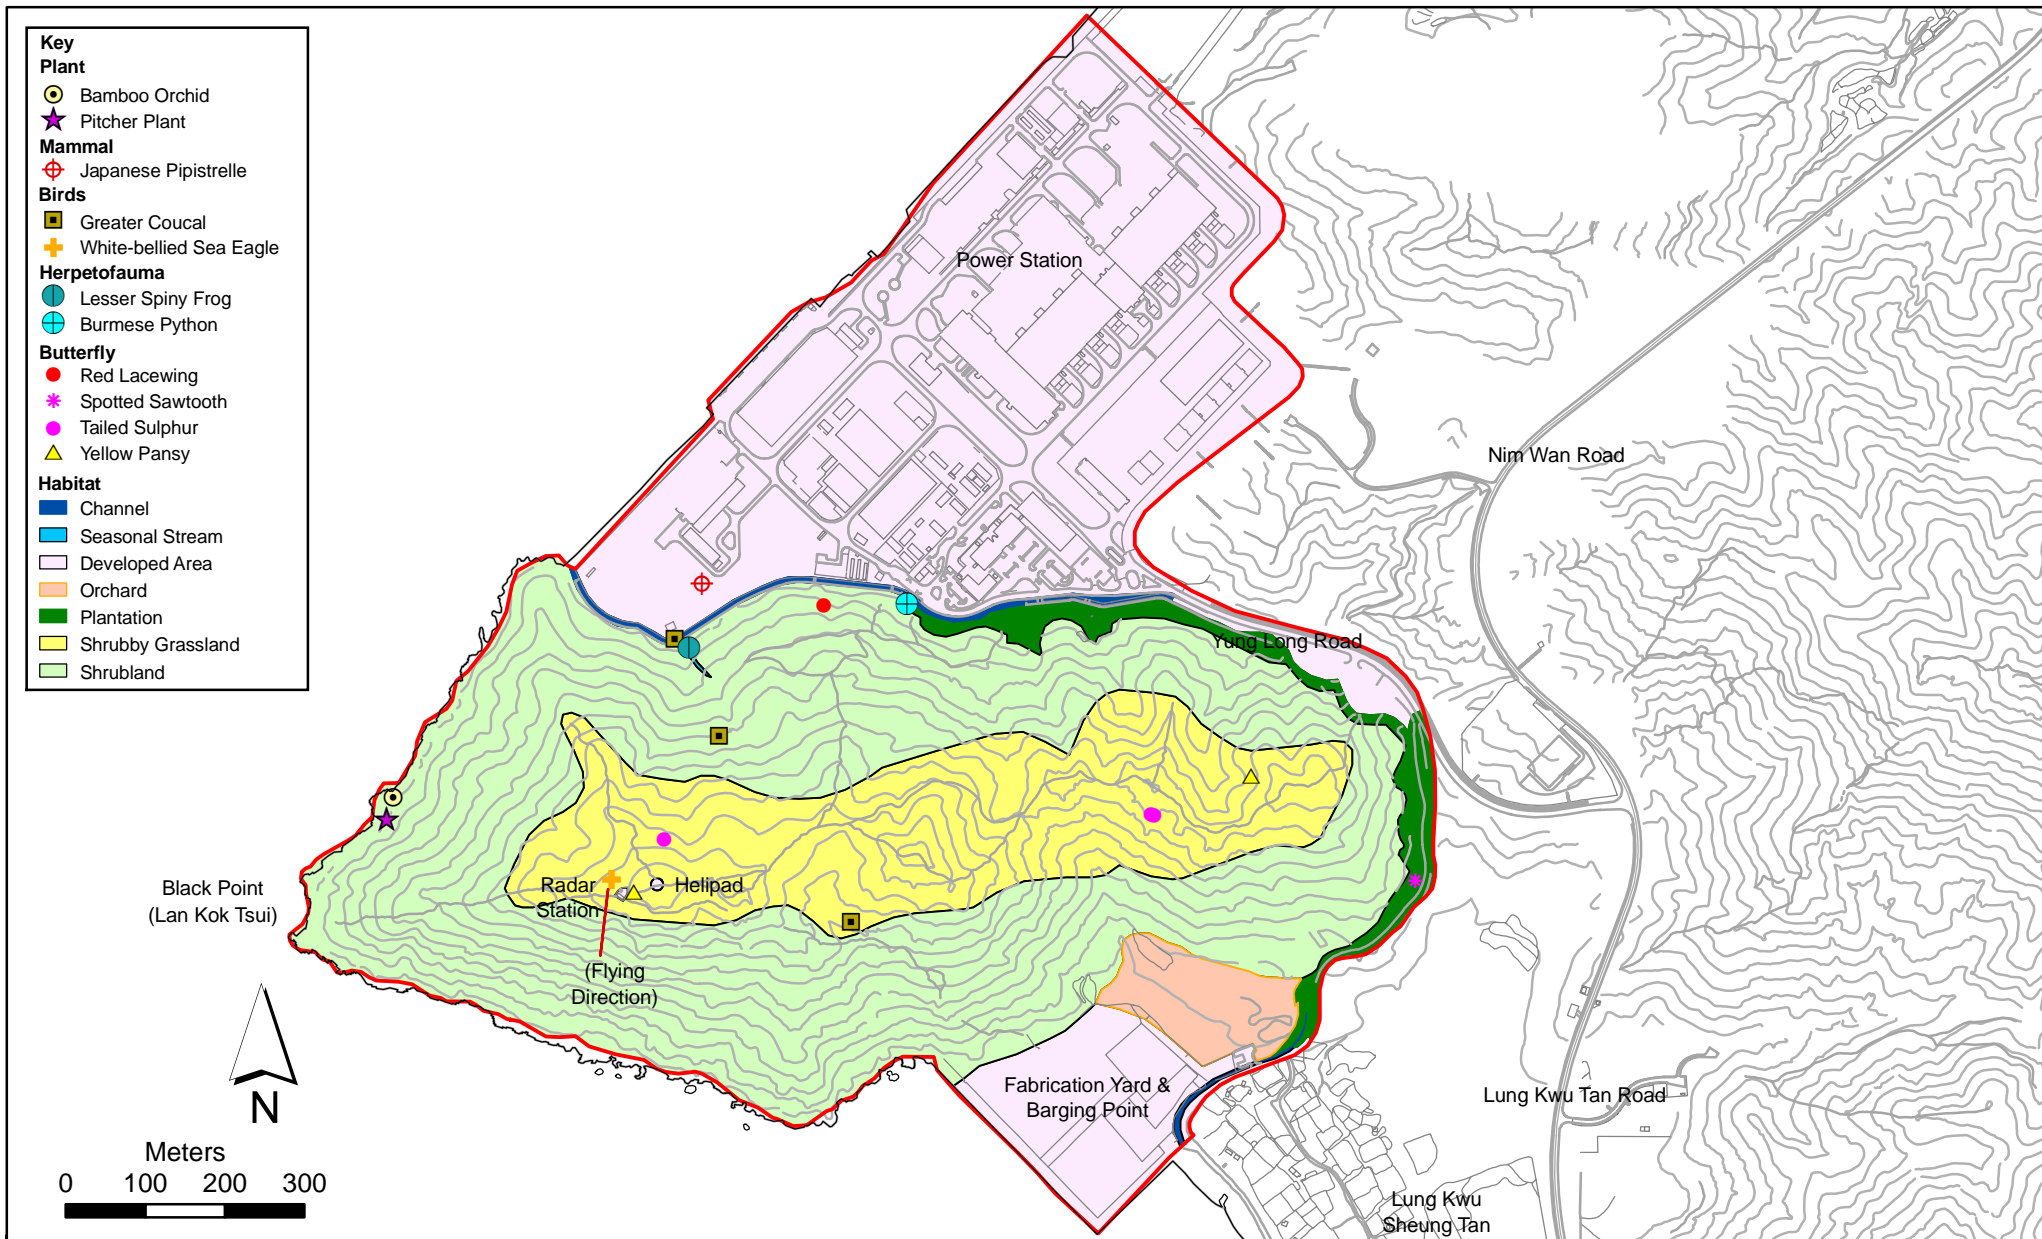 Key
Plant
Bamboo Orchid
Pitcher Plant
Mammal
Japanese Pipistrelle
Birds
Greater Coucal
White-bellied Sea Eagle
Herpetofauma
Lesser Spiny Frog
Burmese Python
Butterfly
Red Lacewing
Spotted Sawtooth
Tailed Sulphur
Yellow Pansy
Habitat
Channel
Seasonal Stream
Developed Area
Orchard
Plantation
Shrubby Grassland
Shrubland
Power Station
Nim Wan Road
Yung Long Road
Black Point
(Lan Kok Tsui)
Radar
Station
Helipad
(Flying
Direction)
Fabrication Yard &
Barging Point
Lung Kwu Tan Road
Lung Kwu
Sheung Tan
N
Meters
0 100 200 300